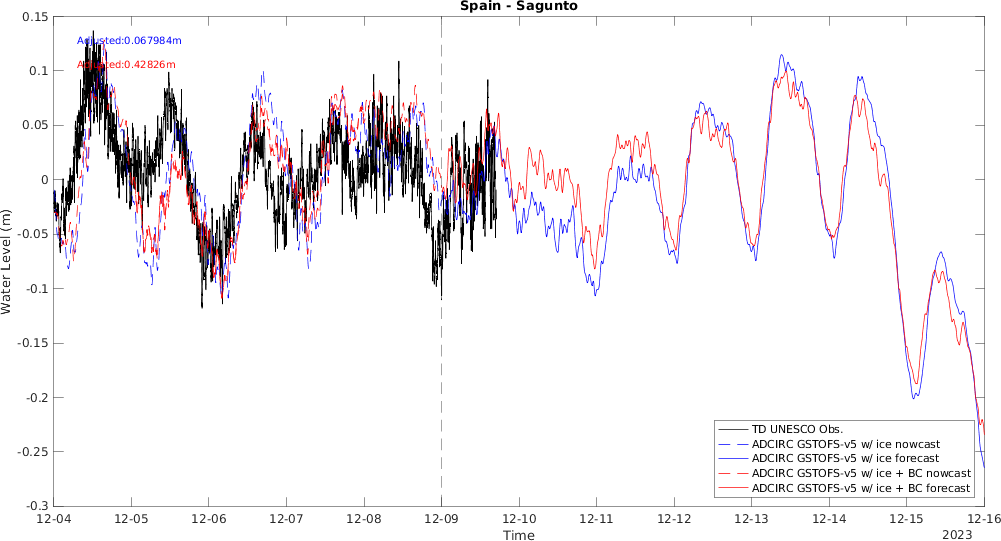 Spain - Sagunto
Adjusted:0.067984m
Adjusted:0.42826m
Water Level (m)
0.15
0.1
0.05
0
-0.05
-0.1
-0.15
-0.2
-0.25
-0.3
TD UNESCO Obs.
ADCIRC GSTOFS-v5 w/ ice nowcast
ADCIRC GSTOFS-v5 w/ ice forecast
ADCIRC GSTOFS-v5 w/ ice + BC nowcast
ADCIRC GSTOFS-v5 w/ ice + BC forecast
12-04 12-05 12-06 12-07 12-08 12-09 12-10 12-11 12-12 12-13 12-14 12-15 12-16
Time
2023